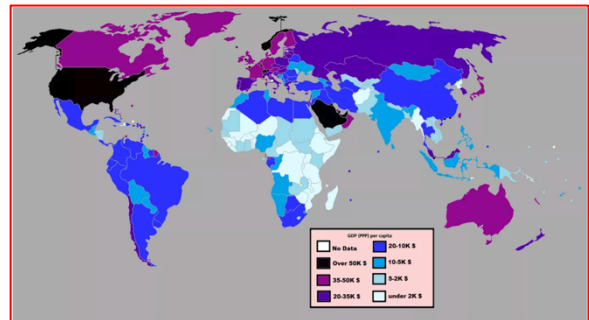 GDP (PPP) per capita
No Data
Over 50K $
35-50K $
20-35K $
20-10K $
10-5K $
5-2K $
under 2K $